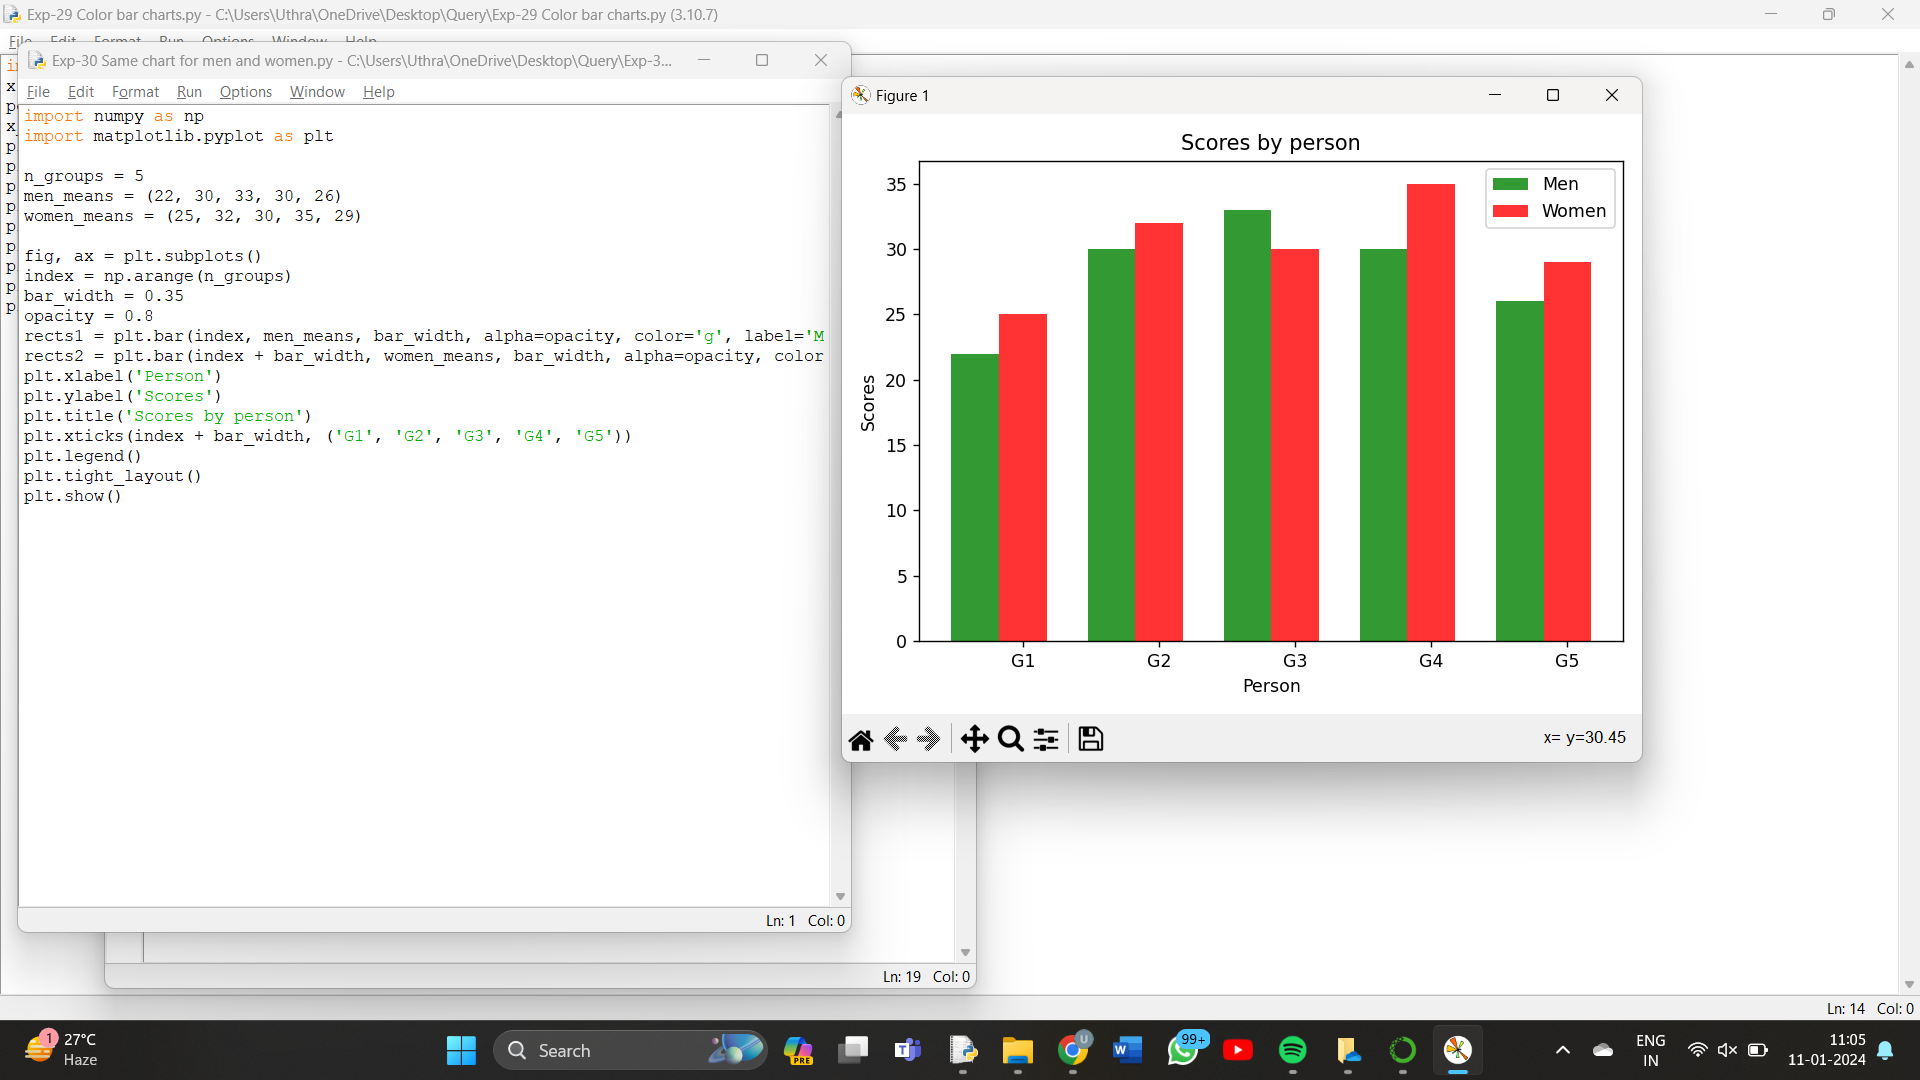 Exp-29 Color bar charts.py - C:\Users\Uthra\OneDrive\Desktop\Query\Exp-29 Color bar charts.py (3.10.7)
File Edit Format Run Options Window Help
Exp-30 Same chart for men and women.py - C:\Users\Uthra\OneDrive\Desktop\Query\Exp-3...
File Edit Format Run Options Window Help
import numpy as np
import matplotlib.pyplot as plt
n_groups = 5
men_means = (22, 30, 33, 30, 26)
women_means = (25, 32, 30, 35, 29)
fig, ax = plt.subplots()
index = np.arange(n_groups)
bar_width = 0.35
opacity = 0.8
rects1 = plt.bar(index, men_means, bar_width, alpha=opacity, color='g', label='M
rects2 = plt.bar(index + bar_width, women_means, bar_width, alpha=opacity, color
plt.xlabel('Person')
plt.ylabel('Scores')
plt.title('Scores by person')
plt.xticks(index + bar_width, ('G1', 'G2', 'G3', 'G4', 'G5'))
plt.legend()
plt.tight_layout()
plt.show()
Ln: 1 Col: 0
Ln: 19 Col: 0
Figure 1
Scores by person
Men
Women
35
30
25
20
15
10
5
0
Scores
G1 G2 G3 G4 G5
Person
x= y=30.45
Ln: 14 Col: 0
1
27°C
Haze
Search
PRE
99+
U
ENG
IN
11:05
11-01-2024